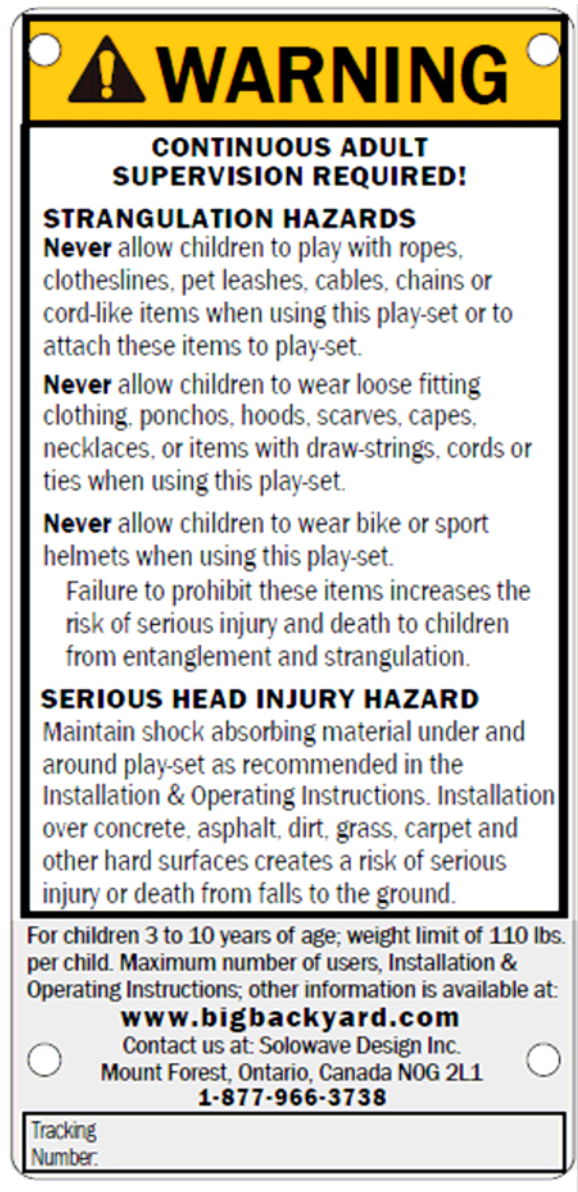 WARNING
CONTINUOUS ADULT
SUPERVISION REQUIRED!
STRANGULATION HAZARDS
Never allow children to play with ropes,
clotheslines, pet leashes, cables, chains or
cord-like items when using this play-set or to
attach these items to play-set.
Never allow children to wear loose fitting
clothing, ponchos, hoods, scarves, capes,
necklaces, or items with draw-strings, cords or
ties when using this play-set.
Never allow children to wear bike or sport
helmets when using this play-set.
Failure to prohibit these items increases the
risk of serious injury and death to children
from entanglement and strangulation.
SERIOUS HEAD INJURY HAZARD
Maintain shock absorbing material under and
around play-set as recommended in the
Installation & Operating Instructions. Installation
over concrete, asphalt, dirt, grass, carpet and
other hard surfaces creates a risk of serious
injury or death from falls to the ground.
For children 3 to 10 years of age; weight limit of 110 lbs.
per child. Maximum number of users, Installation &
Operating Instructions; other information is available at:
www.bigbackyard.com
Contact us at: Solowave Design Inc.
Mount Forest, Ontario, Canada N0G 2L1
1-877-966-3738
Tracking
Number: